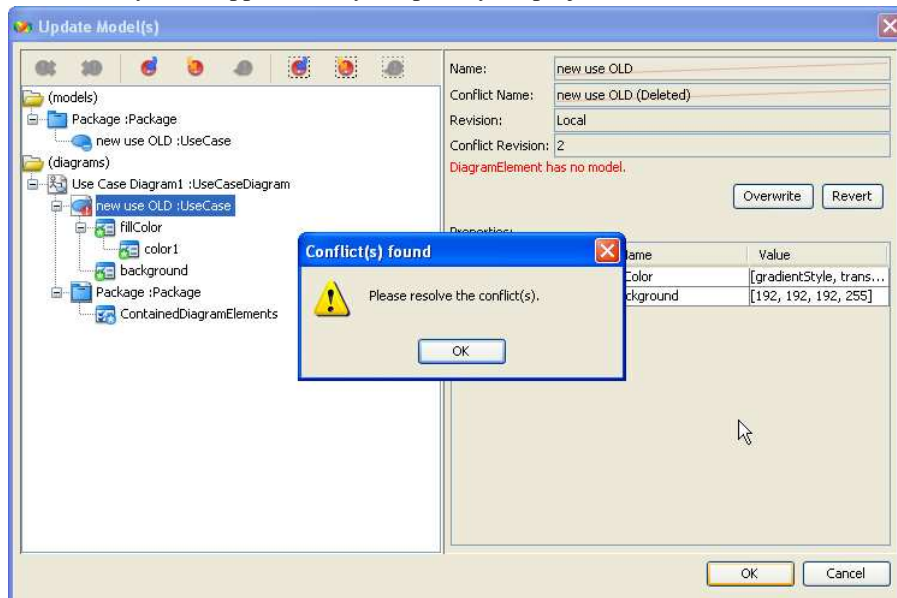 Update Model(s)
(models)
Package :Package
new use OLD :UseCase
(diagrams)
Use Case Diagram1 :UseCaseDiagram
new use OLD :UseCase
fillColor
color1
background
Package :Package
ContainedDiagramElements
Name: new use OLD
Conflict Name: new use OLD (Deleted)
Revision: Local
Conflict Revision: 2
DiagramElement has no model.
Overwrite Revert
Value
[gradientStyle, trans...
[192, 192, 192, 255]
Conflict(s) found
Please resolve the conflict(s).
OK
OK Cancel